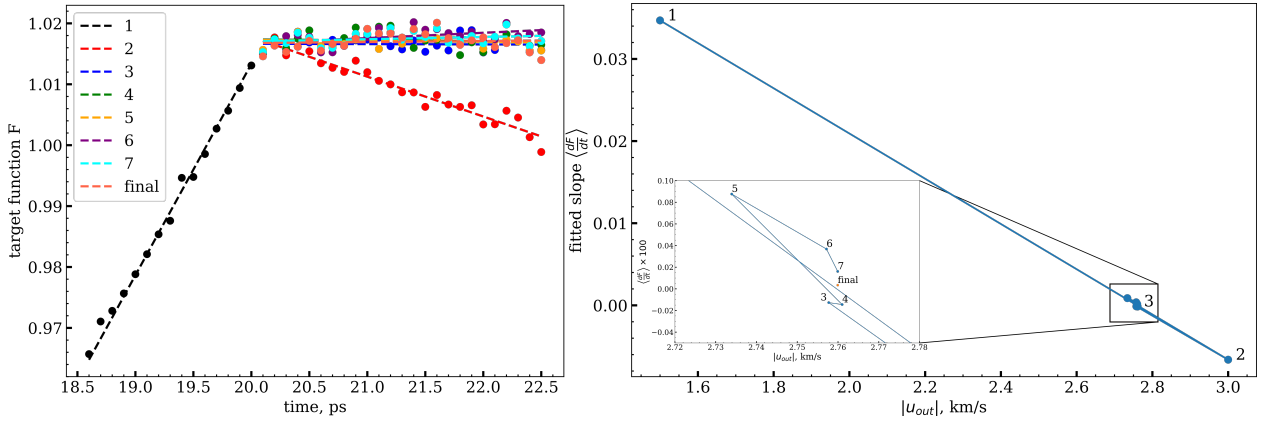 target function F
1.02
1.01
1.00
0.99
0.98
0.97
1
2
3
4
5
6
7
final
18.5 19.0 19.5 20.0 20.5 21.0 21.5 22.0 22.5
time, ps
fitted slope ⟨dF/dt⟩
0.03
0.02
0.01
0.00
1
3
2
1.6 1.8 2.0 2.2 2.4 2.6 2.8 3.0
|u_out|, km/s
⟨dF/dt⟩ × 100
0.10
0.08
0.06
0.04
0.02
0.00
−0.02
−0.04
5
6
7
final
3 4
2.72 2.73 2.74 2.75 2.76 2.77 2.78
|u_out|, km/s